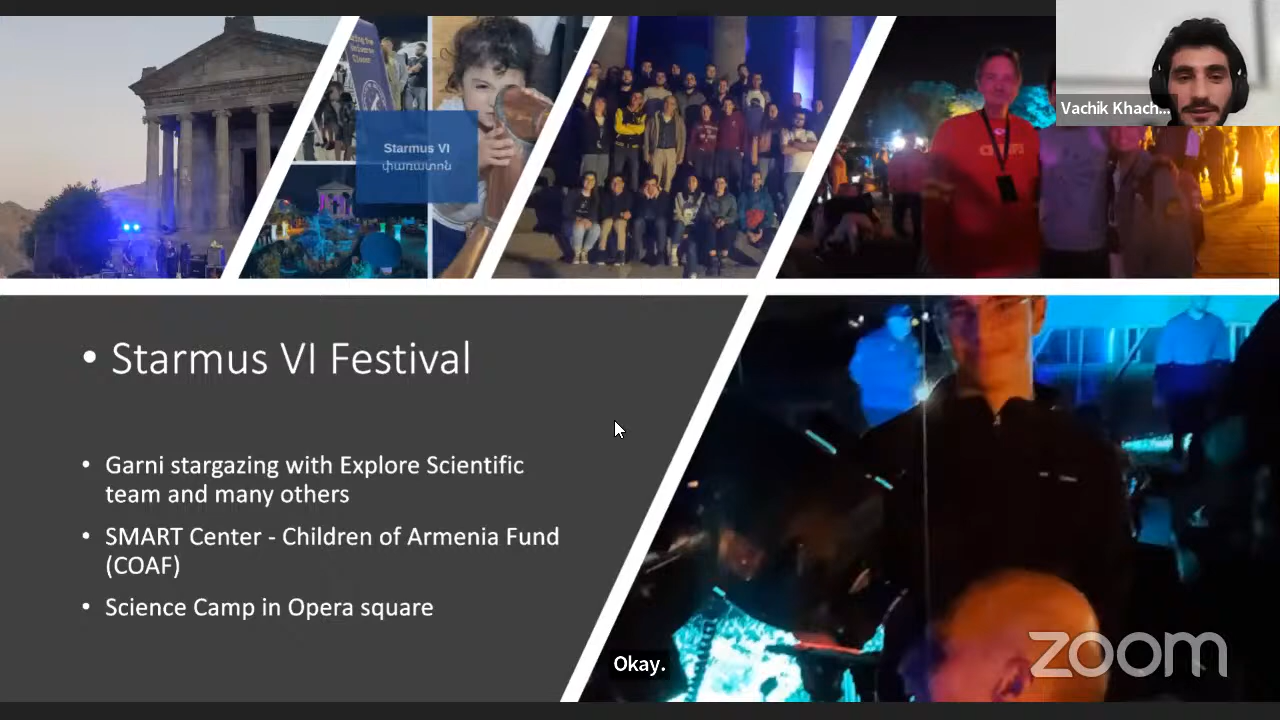 Vachik Khach...
Starmus VI
փառատոն
• Starmus VI Festival
• Garni stargazing with Explore Scientific
team and many others
• SMART Center - Children of Armenia Fund
(COAF)
• Science Camp in Opera square
Okay.
zoom